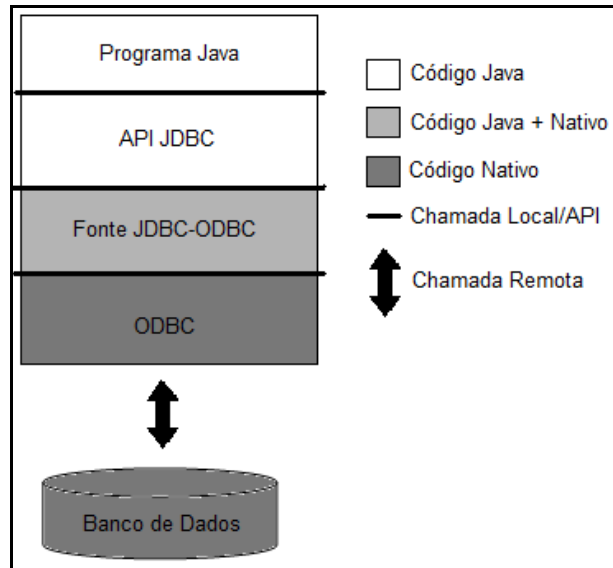 Programa Java
API JDBC
Fonte JDBC-ODBC
ODBC
Banco de Dados
Código Java
Código Java + Nativo
Código Nativo
Chamada Local/API
Chamada Remota